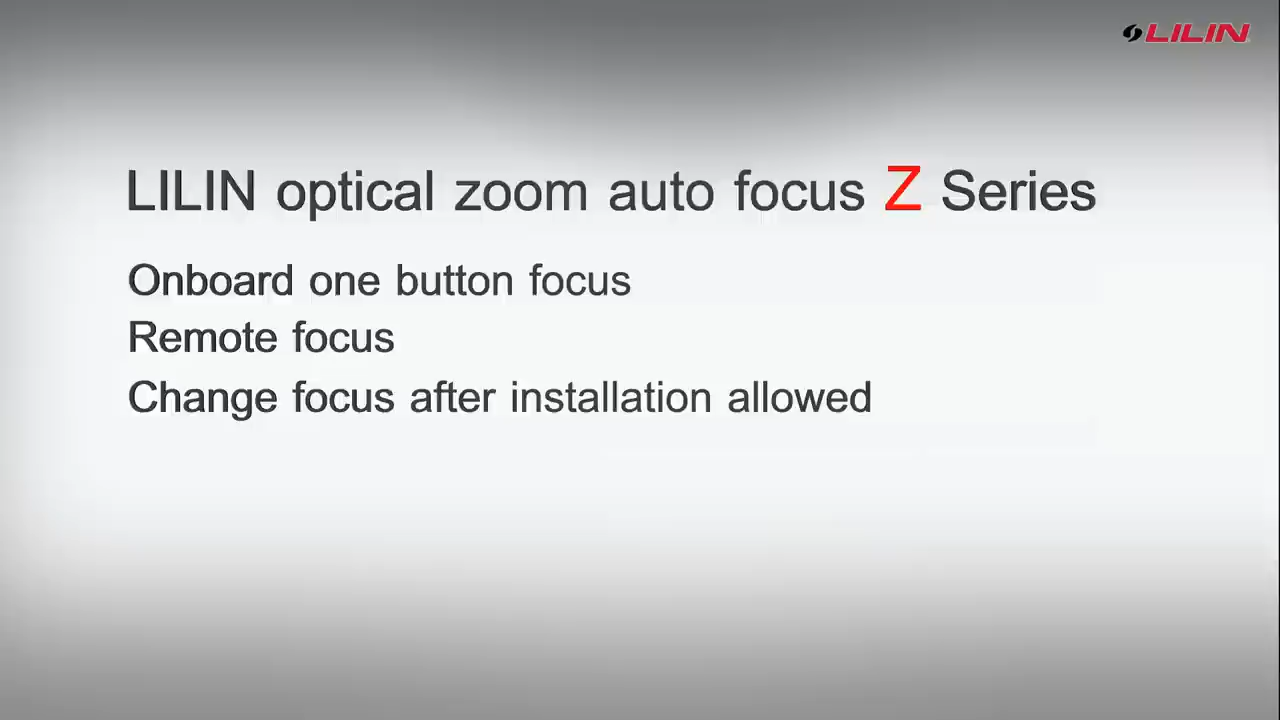 LILIN
LILIN optical zoom auto focus Z Series
Onboard one button focus
Remote focus
Change focus after installation allowed